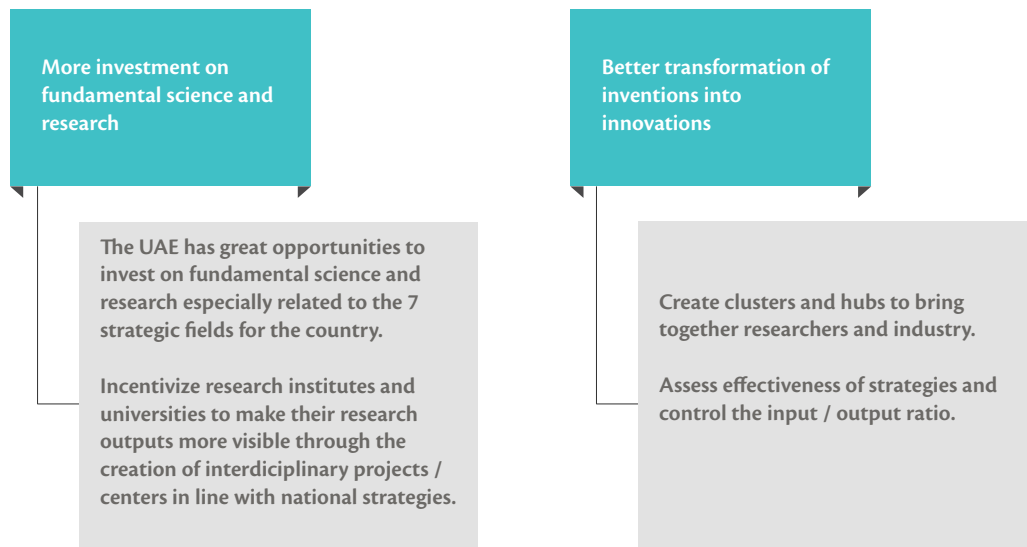 More investment on
fundamental science and
research
The UAE has great opportunities to
invest on fundamental science and
research especially related to the 7
strategic fields for the country.
Incentivize research institutes and
universities to make their research
outputs more visible through the
creation of interdiciplinary projects /
centers in line with national strategies.
Better transformation of
inventions into
innovations
Create clusters and hubs to bring
together researchers and industry.
Assess effectiveness of strategies and
control the input / output ratio.